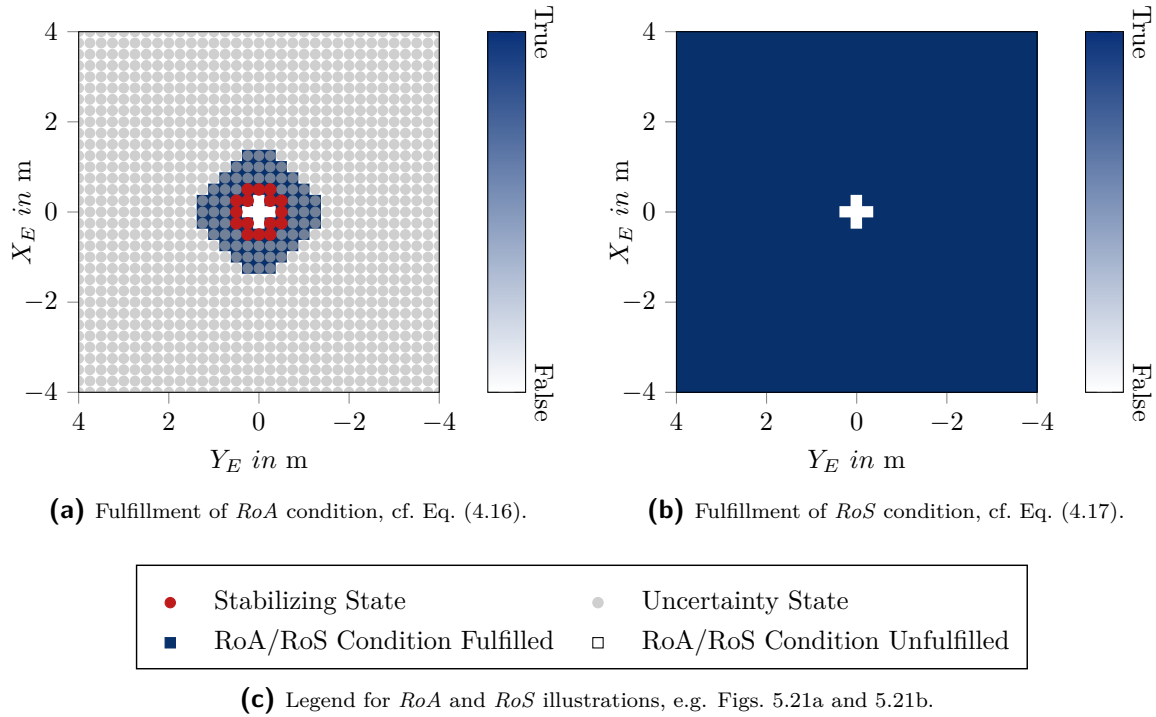 4
2
0
−2
−4
X_E in m
4
2
0
−2
−4
Y_E in m
True
False
4
2
0
−2
−4
X_E in m
4
2
0
−2
−4
Y_E in m
True
False
(a) Fulfillment of RoA condition, cf. Eq. (4.16).
(b) Fulfillment of RoS condition, cf. Eq. (4.17).
Stabilizing State
Uncertainty State
RoA/RoS Condition Fulfilled
RoA/RoS Condition Unfulfilled
(c) Legend for RoA and RoS illustrations, e.g. Figs. 5.21a and 5.21b.